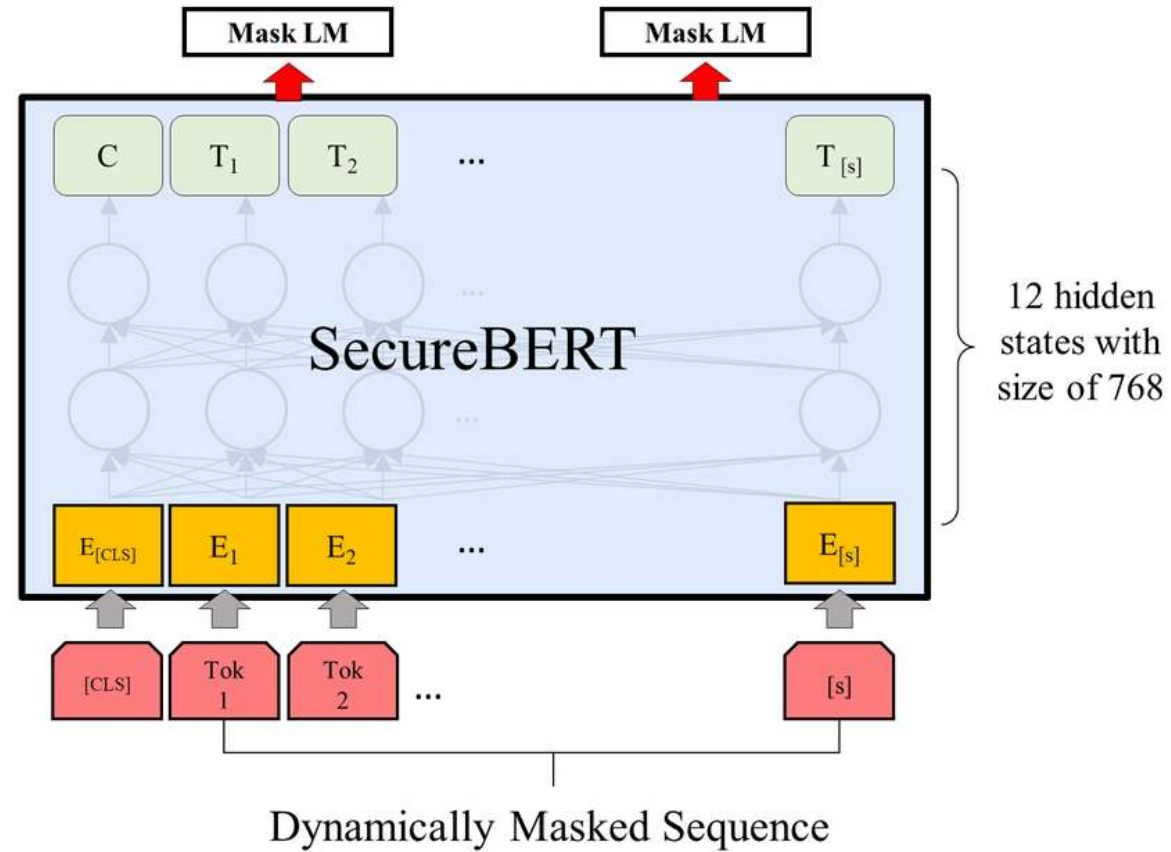 Mask LM Mask LM
C T₁ T₂ ... T[s]
...
SecureBERT
12 hidden
states with
size of 768
...
E[CLS] E₁ E₂ ... E[s]
[CLS] Tok 1 Tok 2 ... [s]
Dynamically Masked Sequence